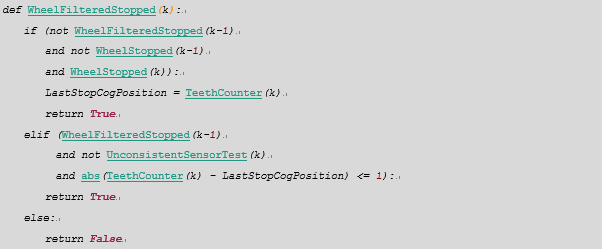 def WheelFilteredStopped(k):
if (not WheelFilteredStopped(k-1)
and not WheelStopped(k-1)
and WheelStopped(k)):
LastStopCogPosition = TeethCounter(k)
return True
elif (WheelFilteredStopped(k-1)
and not UnconsistentSensorTest(k)
and abs(TeethCounter(k) - LastStopCogPosition) <= 1):
return True
else:
return False